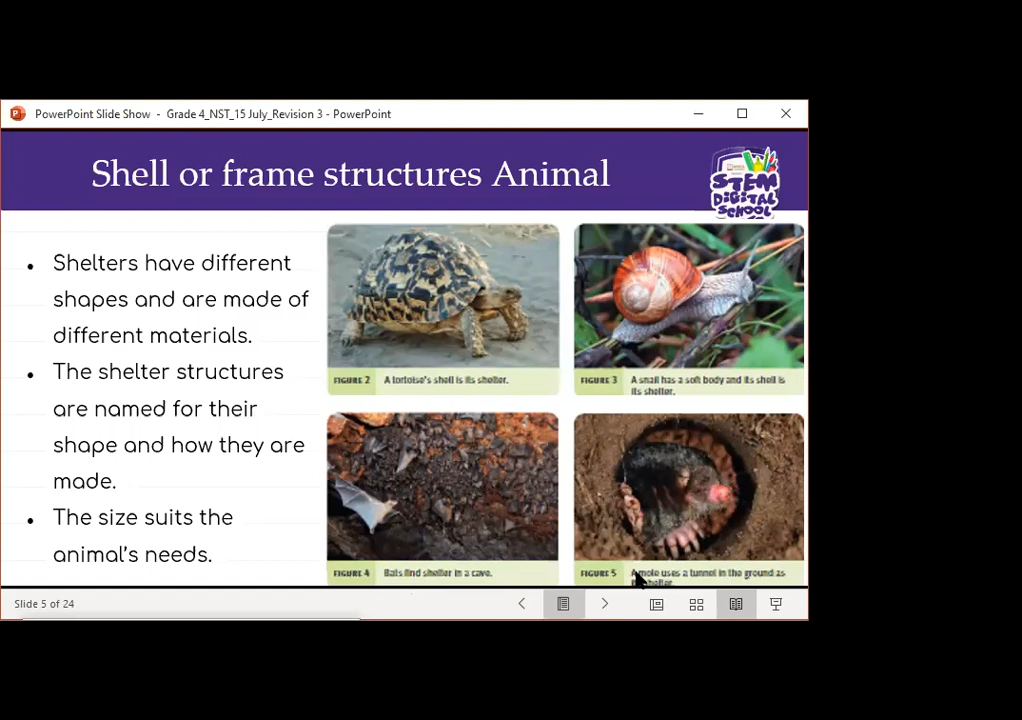 PowerPoint Slide Show - Grade 4_NST_15 July_Revision 3 - PowerPoint
Shell or frame structures Animal
STEM
DiGiTAL
SCHOOL
• Shelters have different
shapes and are made of
different materials.
• The shelter structures
are named for their
shape and how they are
made.
• The size suits the
animal's needs.
FIGURE 2 A tortoise's shell is its shelter.
FIGURE 3 A snail has a soft body and its shell is
its shelter.
FIGURE 4 Bats find shelter in a cave.
FIGURE 5 A mole uses a tunnel in the ground as
shelter.
Slide 5 of 24